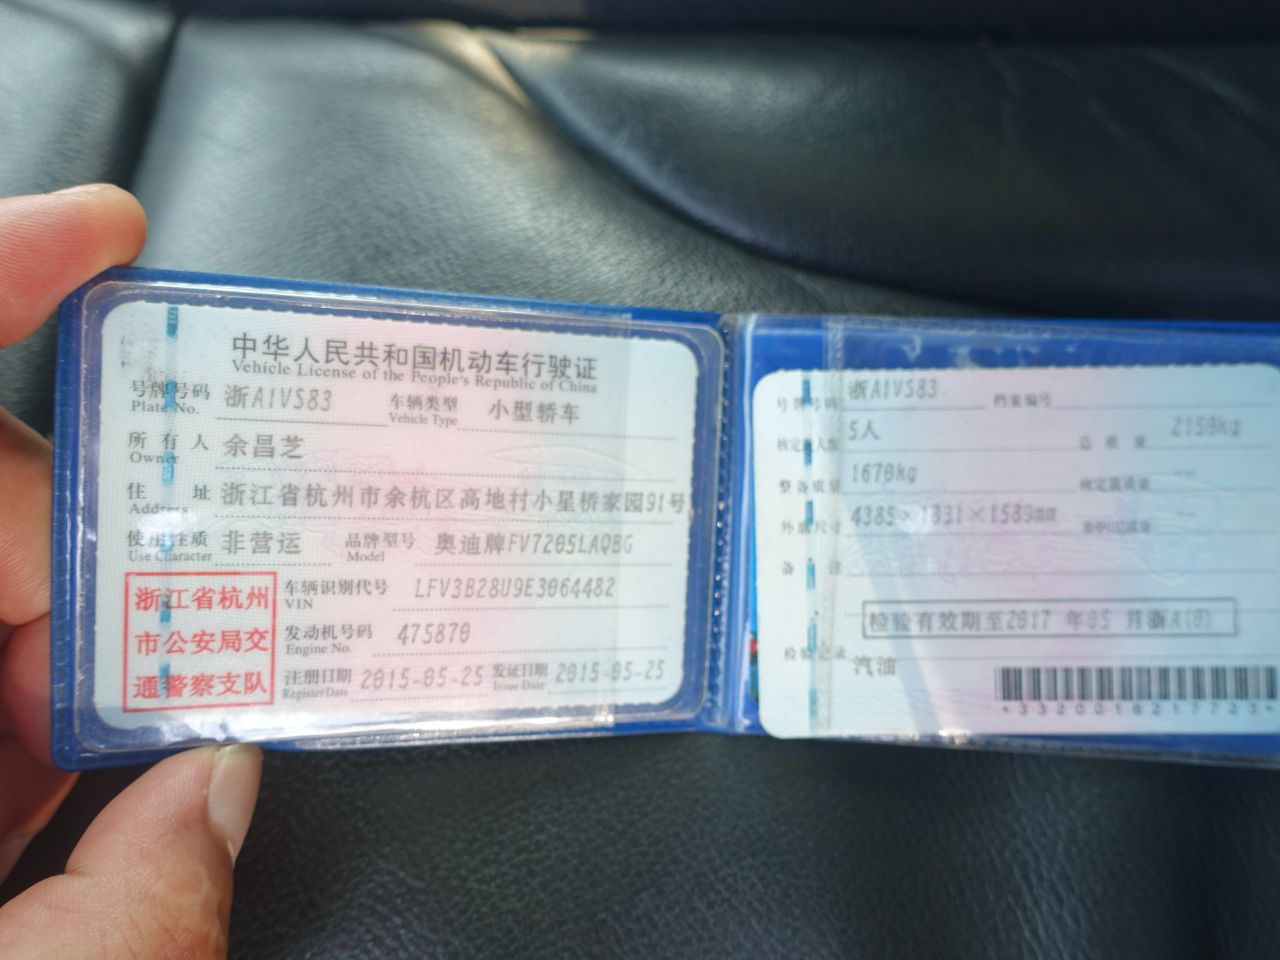 中华人民共和国机动车行驶证
Vehicle License of the People's Republic of China
号牌号码 浙A1VS83 车辆类型 小型轿车
Plate No. Vehicle Type
所有人 余昌芝
Owner
住址 浙江省杭州市余杭区高地村小星桥家园91号
Address
使用性质 非营运 品牌型号 奥迪牌FV7205LAQBG
Use Character Model
浙江省杭州
市公安局交
通警察支队
车辆识别代号 LFV3B28U9E3064482
VIN
发动机号码 475870
Engine No.
注册日期 2015-05-25 发证日期 2015-05-25
Register Date Issue Date
号牌号码 浙A1VS83 档案编号
核定载人数 5人 总质量 2150kg
整备质量 1670kg 核定载质量 --
外廓尺寸 4385×1831×1589mm --
备注
检验有效期至2017年05月浙A(0)
检验记录
汽油
*3320016217723*